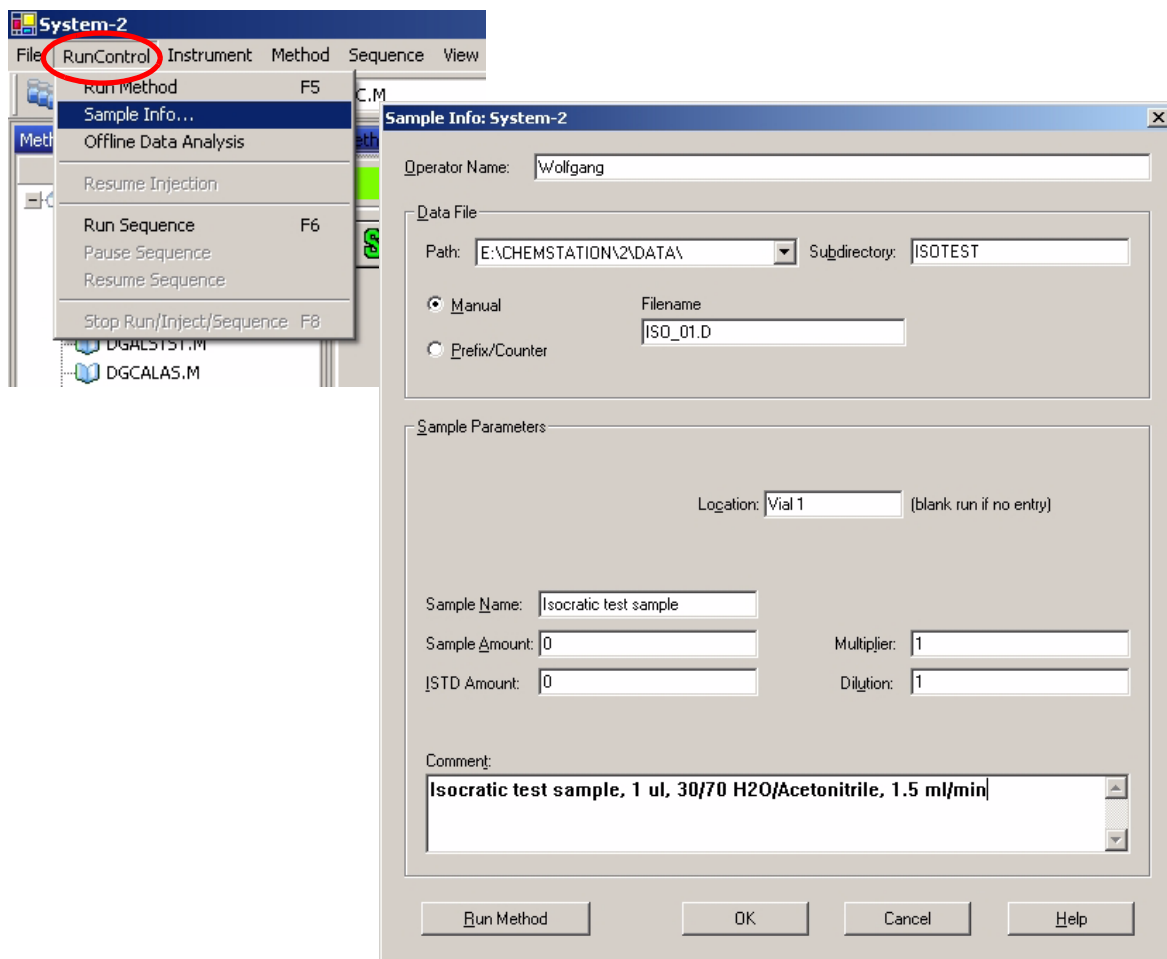 System-2
File RunControl Instrument Method Sequence View
Run Method F5
Sample Info...
Offline Data Analysis
Resume Injection
Run Sequence F6
Pause Sequence
Resume Sequence
Stop Run/Inject/Sequence F8
C.M
Meth
eth
S
DGALSTST.M
DGCALAS.M
Sample Info: System-2
Operator Name: Wolfgang
Data File
Path: E:\CHEMSTATION\2\DATA\ Subdirectory: ISOTEST
Manual Filename
ISO_01.D
Prefix/Counter
Sample Parameters
Location: Vial 1 (blank run if no entry)
Sample Name: Isocratic test sample
Sample Amount: 0 Multiplier: 1
ISTD Amount: 0 Dilution: 1
Comment:
Isocratic test sample, 1 ul, 30/70 H2O/Acetonitrile, 1.5 ml/min
Run Method OK Cancel Help